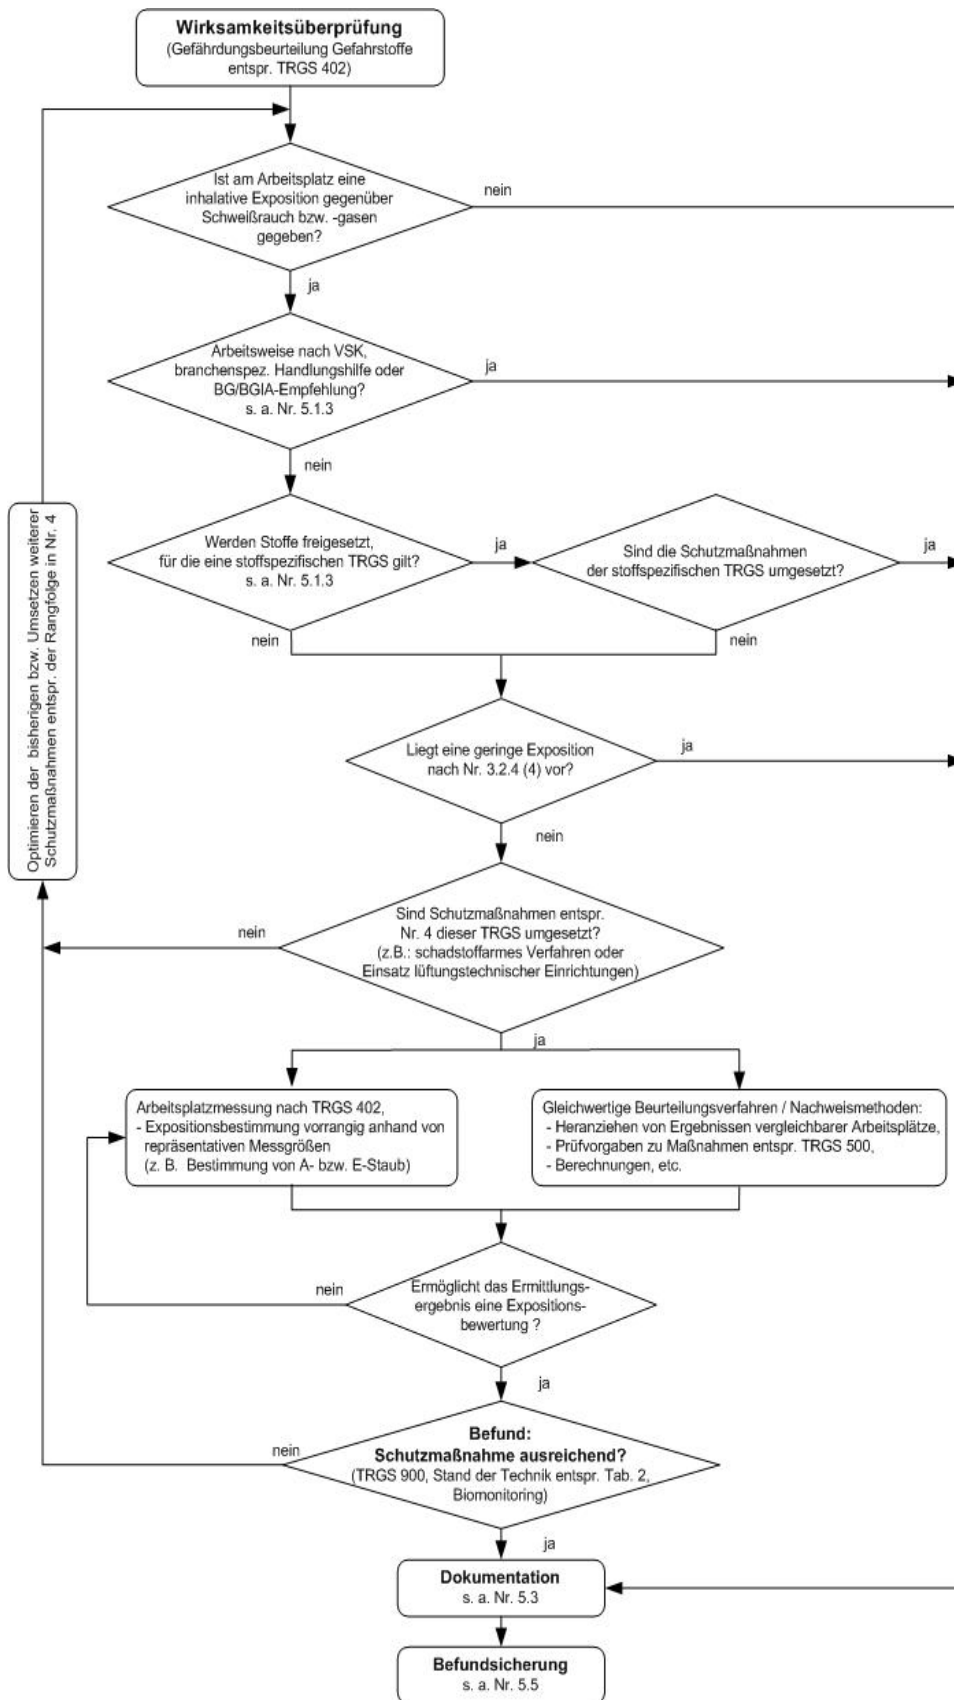 Wirksamkeitsüberprüfung
(Gefährdungsbeurteilung Gefahrstoffe
entspr. TRGS 402)
Ist am Arbeitsplatz eine
inhalative Exposition gegenüber
Schweißrauch bzw. -gasen
gegeben?
nein
ja
Arbeitsweise nach VSK,
branchenspez. Handlungshilfe oder
BG/BGIA-Empfehlung?
s. a. Nr. 5.1.3
ja
nein
Werden Stoffe freigesetzt,
für die eine stoffspezifischen TRGS gilt?
s. a. Nr. 5.1.3
ja
Sind die Schutzmaßnahmen
der stoffspezifischen TRGS umgesetzt?
ja
nein
nein
Optimieren der bisherigen bzw. Umsetzen weiterer
Schutzmaßnahmen entspr. der Rangfolge in Nr. 4
Liegt eine geringe Exposition
nach Nr. 3.2.4 (4) vor?
ja
nein
Sind Schutzmaßnahmen entspr.
Nr. 4 dieser TRGS umgesetzt?
(z.B.: schadstoffarmes Verfahren oder
Einsatz lüftungstechnischer Einrichtungen)
nein
ja
Arbeitsplatzmessung nach TRGS 402,
- Expositionsbestimmung vorrangig anhand von
repräsentativen Messgrößen
(z. B. Bestimmung von A- bzw. E-Staub)
Gleichwertige Beurteilungsverfahren / Nachweismethoden:
- Heranziehen von Ergebnissen vergleichbarer Arbeitsplätze,
- Prüfvorgaben zu Maßnahmen entspr. TRGS 500,
- Berechnungen, etc.
Ermöglicht das Ermittlungs-
ergebnis eine Expositions-
bewertung ?
nein
ja
Befund:
Schutzmaßnahme ausreichend?
(TRGS 900, Stand der Technik entspr. Tab. 2,
Biomonitoring)
nein
ja
Dokumentation
s. a. Nr. 5.3
Befundsicherung
s. a. Nr. 5.5